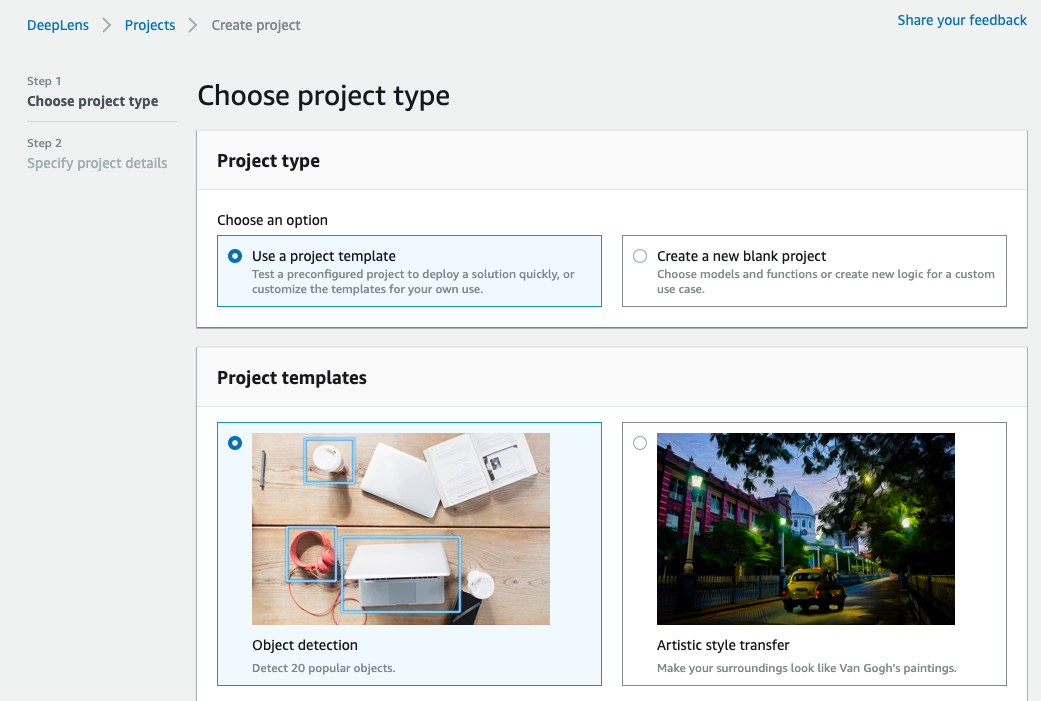 DeepLens
Projects
Create project
Share your feedback
Step 1
Choose project type
Step 2
Specify project details
Choose project type
Project type
Choose an option
Use a project template
Test a preconfigured project to deploy a solution quickly, or
customize the templates for your own use.
Create a new blank project
Choose models and functions or create new logic for a custom
use case.
Project templates
Object detection
Detect 20 popular objects.
Artistic style transfer
Make your surroundings look like Van Gogh's paintings.